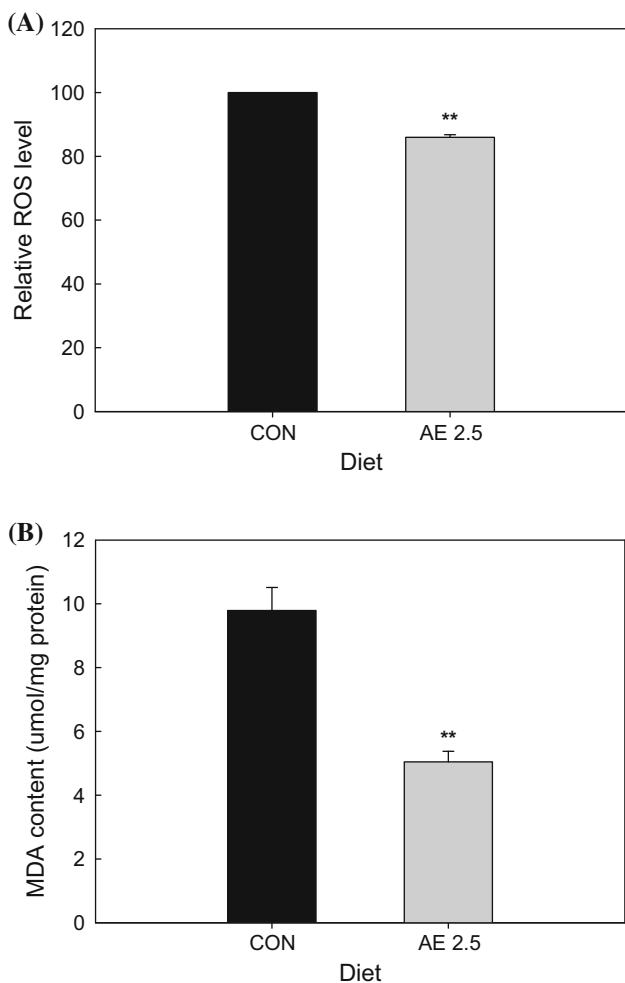 (A)
120
100
80
60
40
20
0
Relative ROS level
**
CON AE 2.5
Diet
(B)
12
10
8
6
4
2
0
MDA content (umol/mg protein)
**
CON AE 2.5
Diet